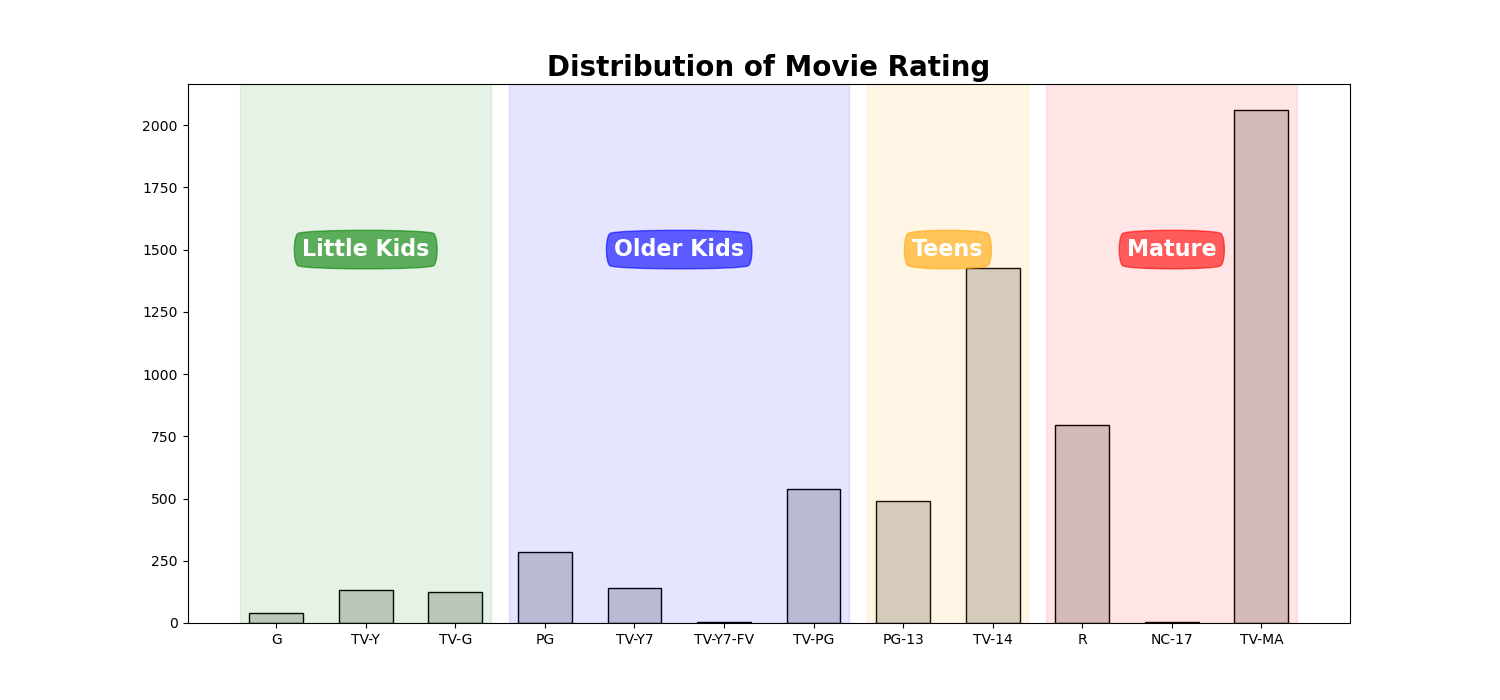 Distribution of Movie Rating
2000
1750
1500
1250
1000
750
500
250
0
Little Kids
Older Kids
Teens
Mature
G
TV-Y
TV-G
PG
TV-Y7
TV-Y7-FV
TV-PG
PG-13
TV-14
R
NC-17
TV-MA